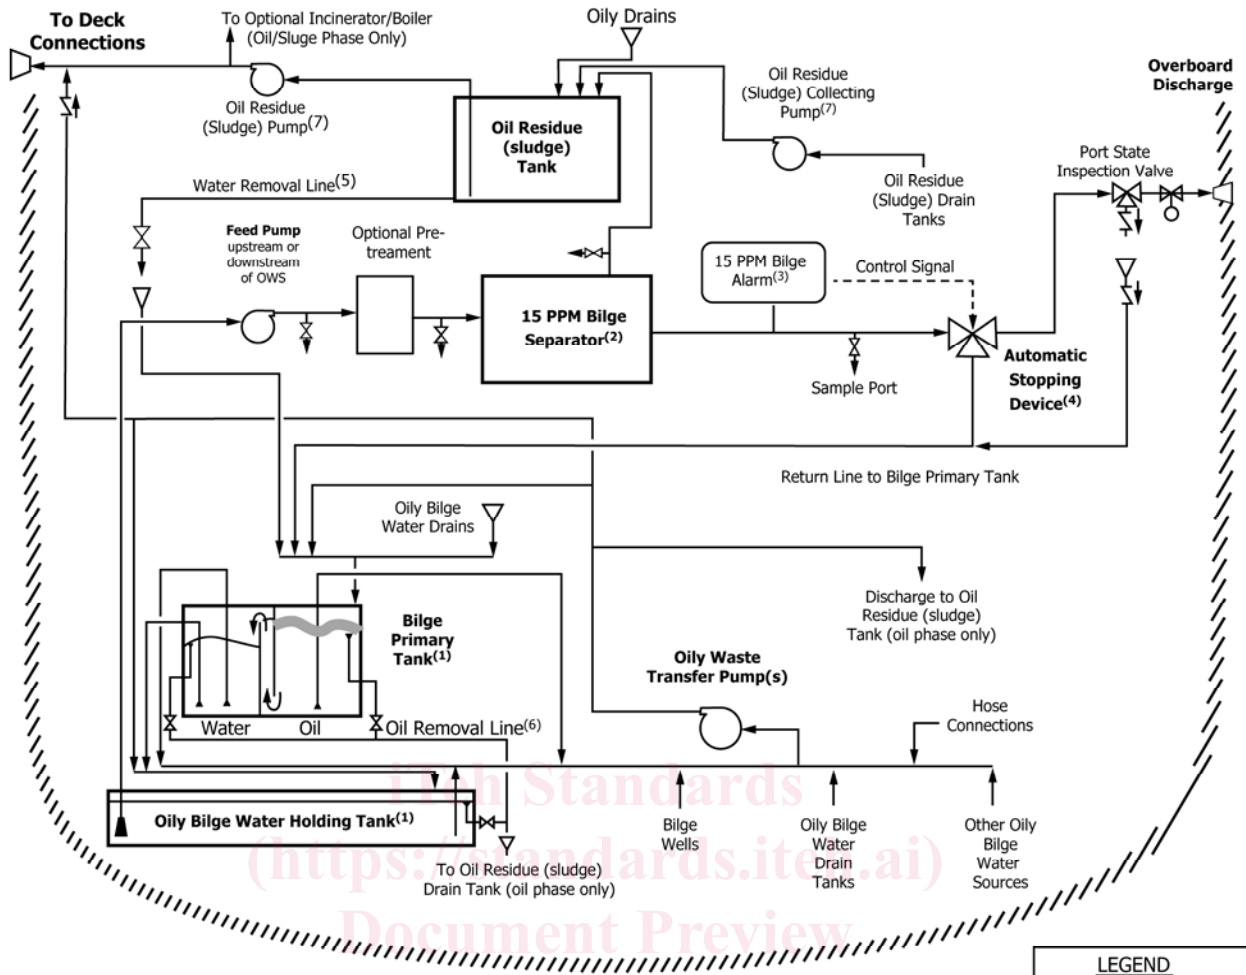 To Deck
Connections
To Optional Incinerator/Boiler
(Oil/Sluge Phase Only)
Oily Drains
Oil Residue
(Sludge) Pump(7)
Oil Residue
(sludge)
Tank
Oil Residue
(Sludge) Collecting
Pump(7)
Overboard
Discharge
Port State
Inspection Valve
Oil Residue
(Sludge) Drain
Tanks
Water Removal Line(5)
Feed Pump
upstream or
downstream
of OWS
Optional Pre-
treament
15 PPM Bilge
Separator(2)
15 PPM Bilge
Alarm(3)
Control Signal
Sample Port
Automatic
Stopping
Device(4)
Return Line to Bilge Primary Tank
Oily Bilge
Water Drains
Bilge
Primary
Tank(1)
Discharge to Oil
Residue (sludge)
Tank (oil phase only)
Oily Waste
Transfer Pump(s)
Hose
Connections
Water
Oil
Oil Removal Line(6)
Oily Bilge Water Holding Tank(1)
Bilge
Wells
Oily Bilge
Water
Drain
Tanks
Other Oily
Bilge
Water
Sources
To Oil Residue (sludge)
Drain Tank (oil phase only)
iTeh Standards
(https://standards.iteh.ai)
Document Preview
LEGEND